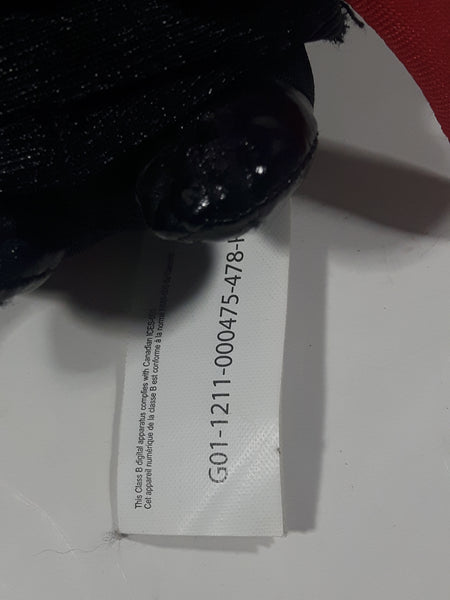 This Class B digital apparatus complies with Canadian
Cet appareil numérique de la classe B est conforme à la norme
G01-1211-000475-478-